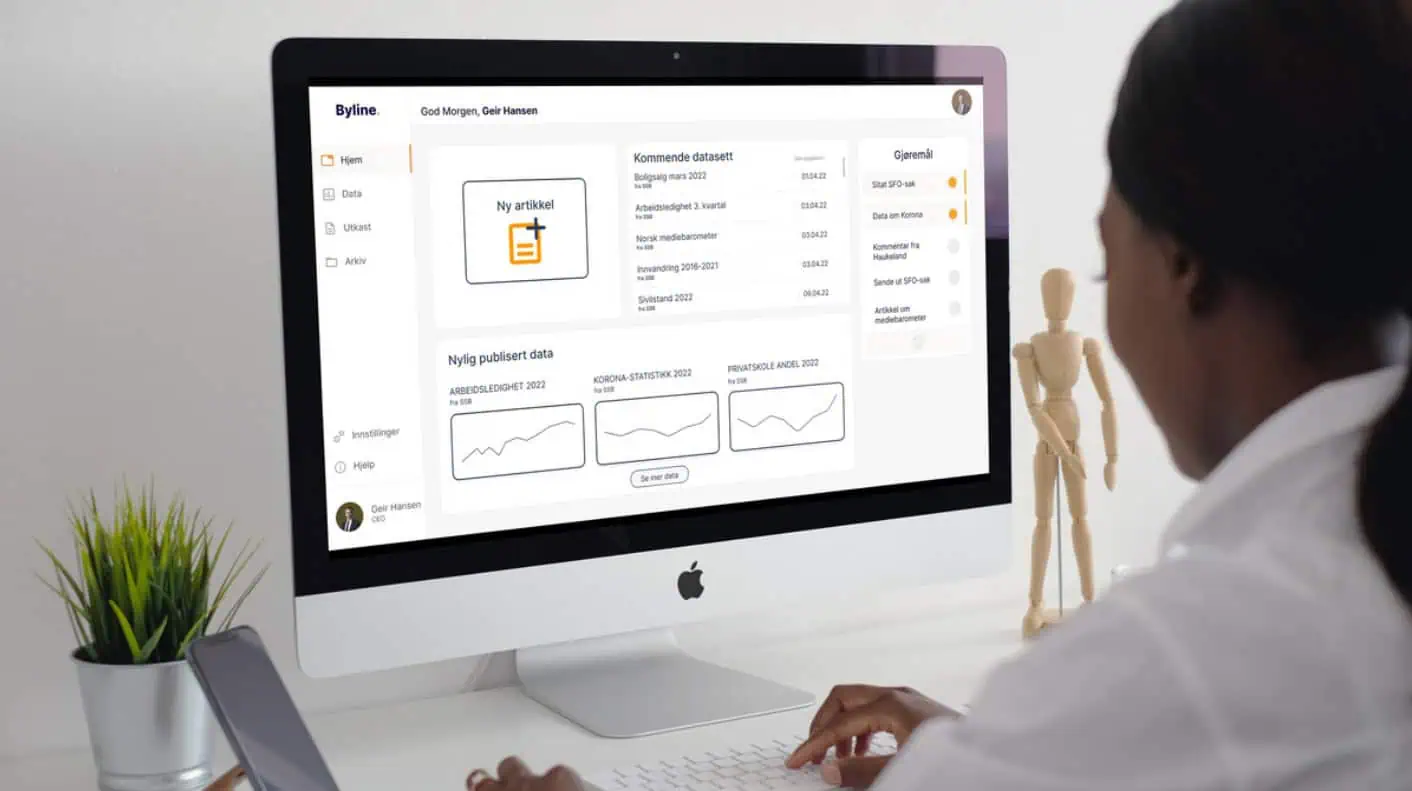 Byline.
God Morgen, Geir Hansen
Hjem
Data
Utkast
Arkiv
Innstillinger
Hjelp
Geir Hansen
CEO
Ny artikkel
Kommende datasett
Boligsalg mars 2022
fra SSB
01.04.22
Arbeidsledighet 3. kvartal
fra SSB
03.04.22
Norsk mediebarometer
fra SSB
03.04.22
Innvandring 2016-2021
fra SSB
03.04.22
Sivilstand 2022
fra SSB
09.04.22
Gjøremål
Sitat SFO-sak
Data om Korona
Kommentar fra
Haukeland
Sende ut SFO-sak
Artikkel om
mediebarometer
Nylig publisert data
ARBEIDSLEDIGHET 2022
fra SSB
KORONA-STATISTIKK 2022
fra SSB
PRIVATSKOLE ANDEL 2022
fra SSB
Se mer data